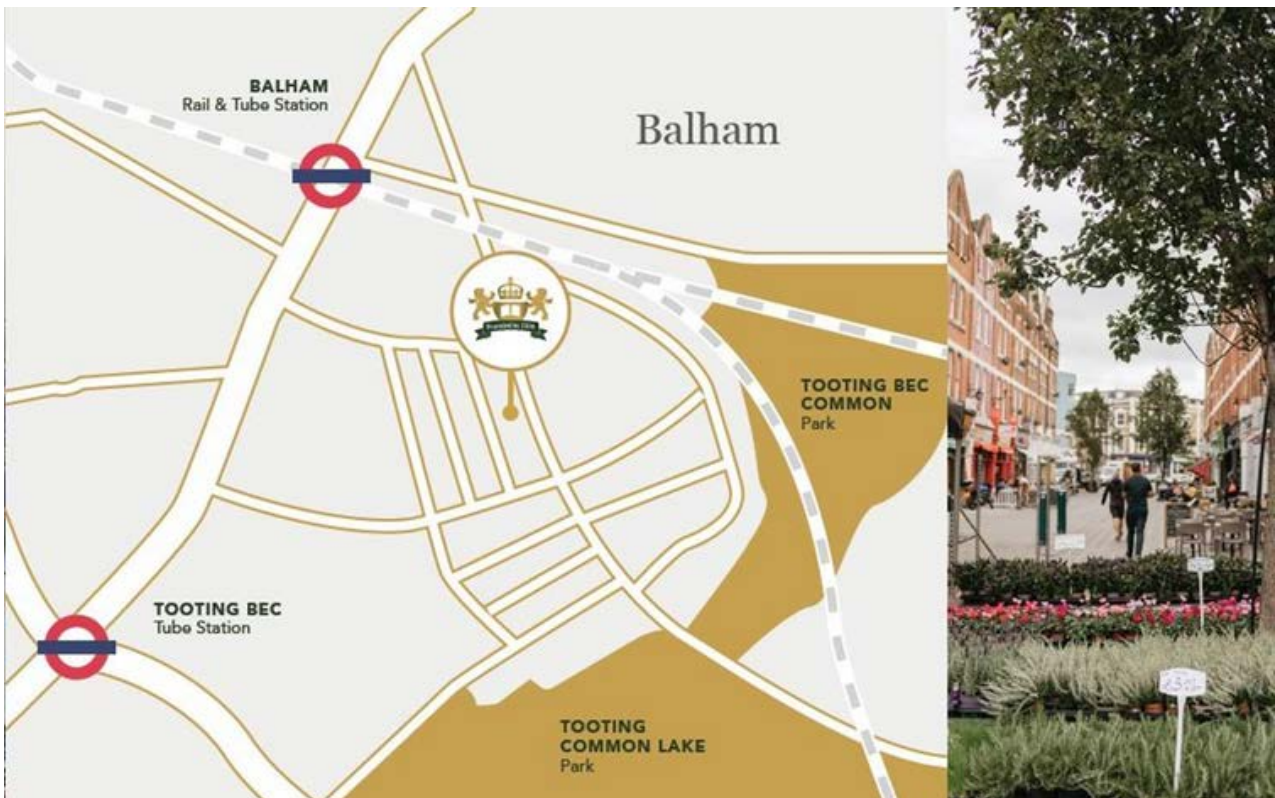 BALHAM
Rail & Tube Station
Balham
TOOTING BEC
COMMON
Park
TOOTING BEC
Tube Station
TOOTING
COMMON LAKE
Park